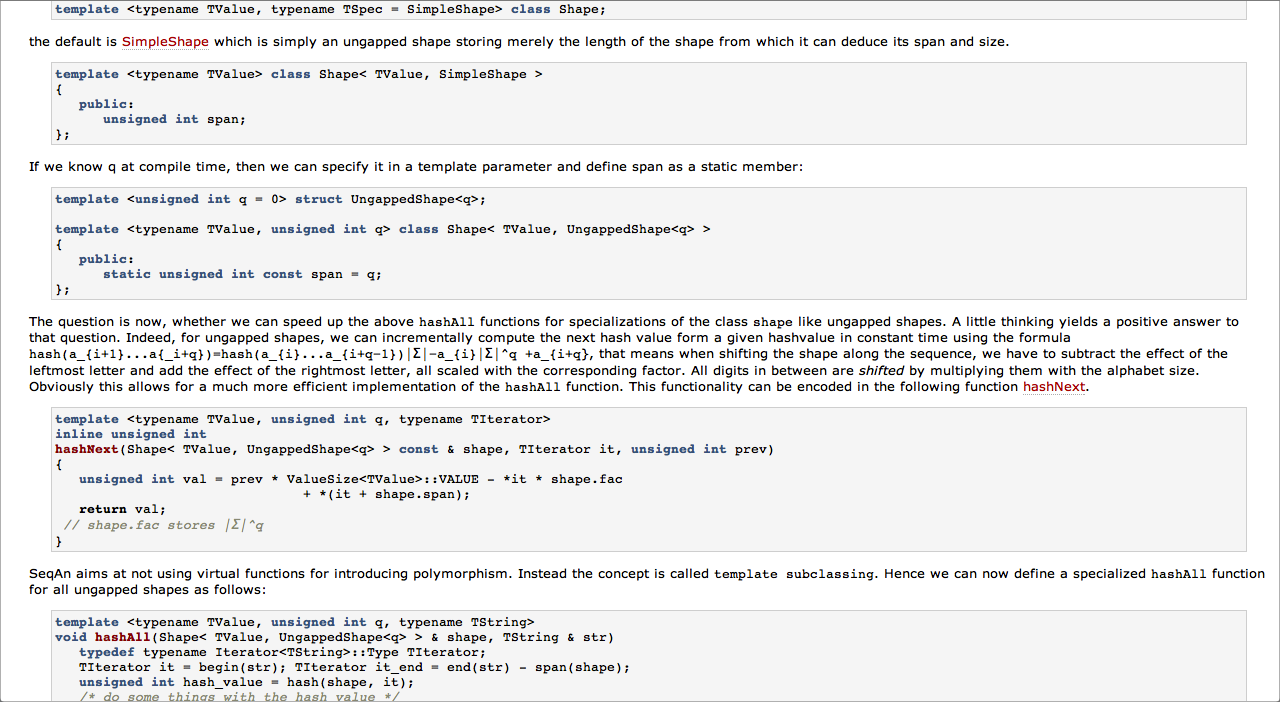 template <typename TValue, typename TSpec = SimpleShape> class Shape;
the default is SimpleShape which is simply an ungapped shape storing merely the length of the shape from which it can deduce its span and size.
template <typename TValue> class Shape< TValue, SimpleShape >
{
public:
unsigned int span;
};
If we know q at compile time, then we can specify it in a template parameter and define span as a static member:
template <unsigned int q = 0> struct UngappedShape<q>;
template <typename TValue, unsigned int q> class Shape< TValue, UngappedShape<q> >
{
public:
static unsigned int const span = q;
};
The question is now, whether we can speed up the above hashAll functions for specializations of the class shape like ungapped shapes. A little thinking yields a positive answer to
that question. Indeed, for ungapped shapes, we can incrementally compute the next hash value form a given hashvalue in constant time using the formula
hash(a_{i+1}...a{_i+q})=hash(a_{i}...a_{i+q-1})|Σ|-a_{i}|Σ|^q +a_{i+q}, that means when shifting the shape along the sequence, we have to subtract the effect of the
leftmost letter and add the effect of the rightmost letter, all scaled with the corresponding factor. All digits in between are shifted by multiplying them with the alphabet size.
Obviously this allows for a much more efficient implementation of the hashAll function. This functionality can be encoded in the following function hashNext.
template <typename TValue, unsigned int q, typename TIterator>
inline unsigned int
hashNext(Shape< TValue, UngappedShape<q> > const & shape, TIterator it, unsigned int prev)
{
unsigned int val = prev * ValueSize<TValue>::VALUE - *it * shape.fac
+ *(it + shape.span);
return val;
// shape.fac stores |Σ|^q
}
SeqAn aims at not using virtual functions for introducing polymorphism. Instead the concept is called template subclassing. Hence we can now define a specialized hashAll function
for all ungapped shapes as follows:
template <typename TValue, unsigned int q, typename TString>
void hashAll(Shape< TValue, UngappedShape<q> > & shape, TString & str)
typedef typename Iterator<TString>::Type TIterator;
TIterator it = begin(str); TIterator it_end = end(str) - span(shape);
unsigned int hash_value = hash(shape, it);
/* do some things with the hash value */